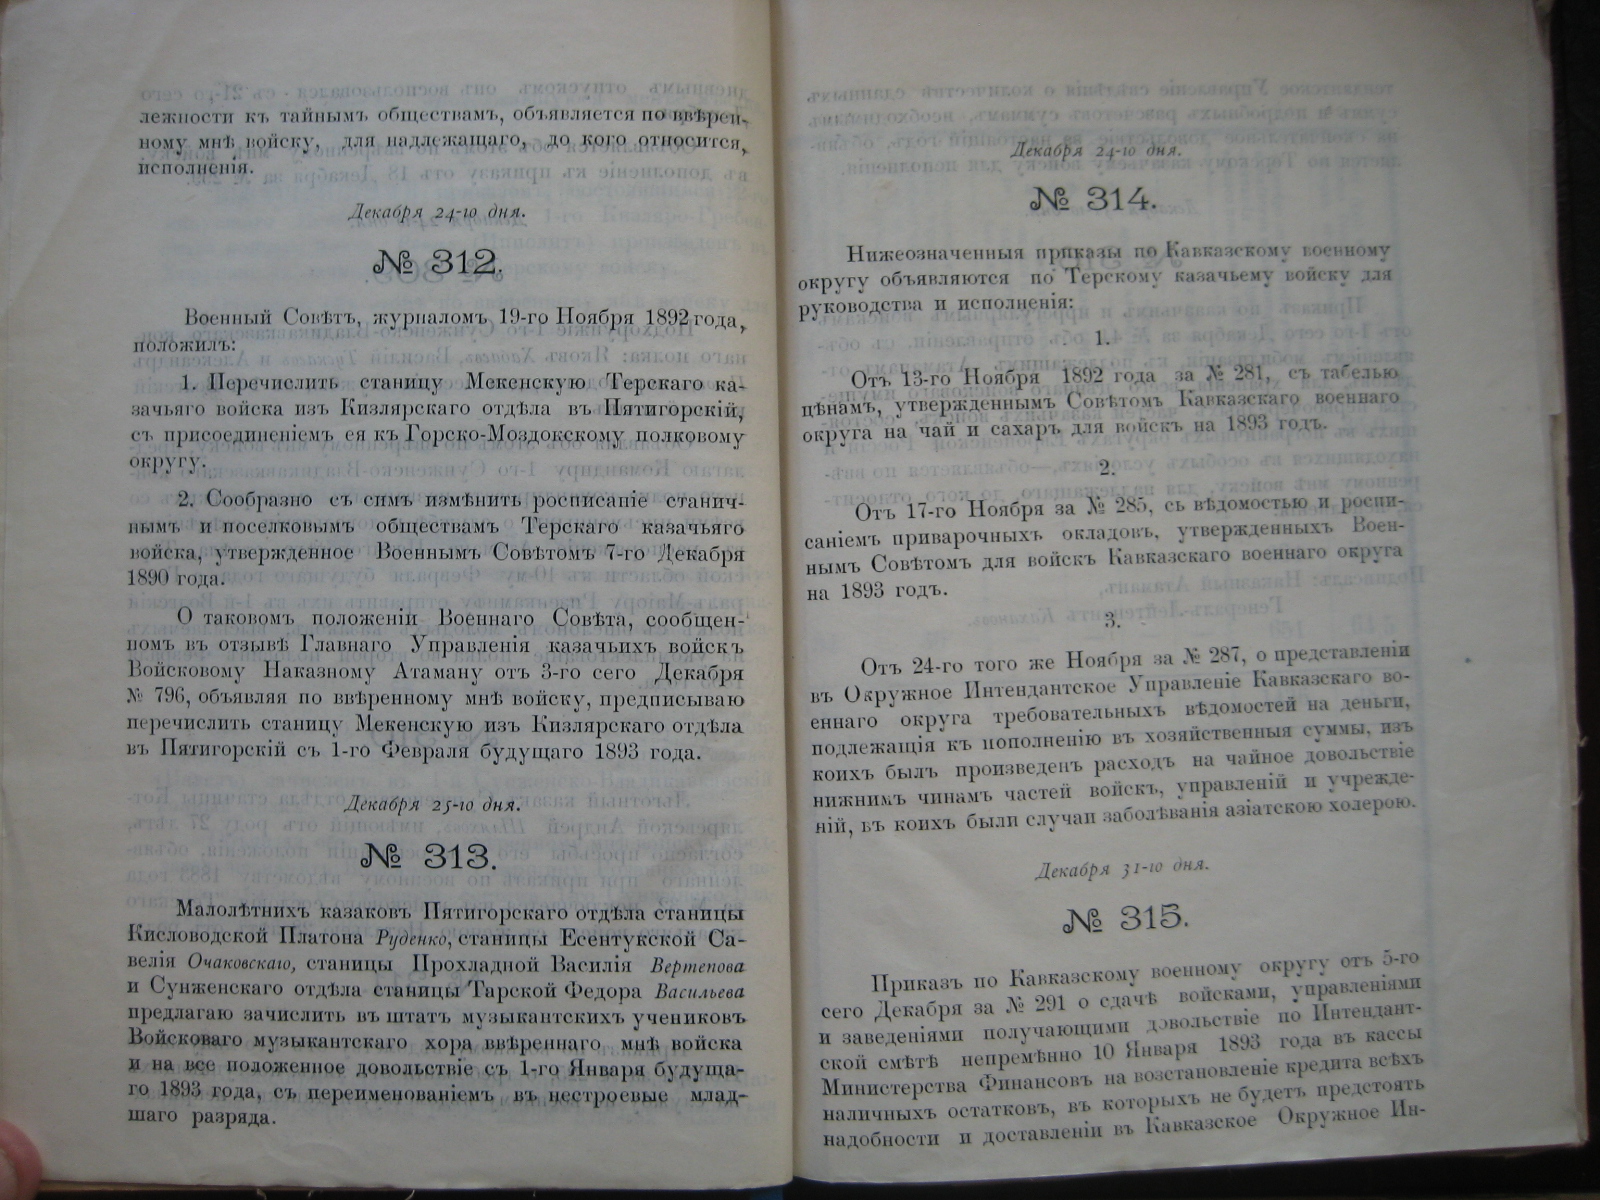 лежности къ тайнымъ обществамъ, объявляется по ввѣрен-
ному мнѣ войску, для надлежащаго, до кого относится,
исполненія.
Декабря 24-го дня.
№ 312.
Военный Совѣтъ, журналомъ 19-го Ноября 1892 года,
положилъ:
1. Перечислить станицу Мекенскую Терскаго ка-
зачьяго войска изъ Кизлярскаго отдѣла въ Пятигорскій,
съ присоединеніемъ ея къ Горско-Моздокскому полковому
округу.
2. Сообразно съ симъ измѣнить росписаніе станич-
нымъ и поселковымъ обществамъ Терскаго казачьяго
войска, утвержденное Военнымъ Совѣтомъ 7-го Декабря
1890 года.
О таковомъ положеніи Военнаго Совѣта, сообщен-
номъ въ отзывѣ Главнаго Управленія казачьихъ войскъ
Войсковому Наказному Атаману отъ 3-го сего Декабря
№ 796, объявляя по ввѣренному мнѣ войску, предписываю
перечислить станицу Мекенскую изъ Кизлярскаго отдѣла
въ Пятигорскій съ 1-го Февраля будущаго 1893 года.
Декабря 25-го дня.
№ 313.
Малолѣтнихъ казаковъ Пятигорскаго отдѣла станицы
Кисловодской Платона Руденко, станицы Есентукской Са-
велія Очаковскаго, станицы Прохладной Василія Вертепова
и Сунженскаго отдѣла станицы Тарской Федора Васильева
предлагаю зачислить въ штатъ музыкантскихъ учениковъ
Войсковаго музыкантскаго хора ввѣреннаго мнѣ войска
и на все положенное довольствіе съ 1-го Января будуща-
го 1893 года, съ переименованіемъ въ нестроевые млад-
шаго разряда.
Декабря 24-го дня.
№ 314.
Нижеозначенныя приказы по Кавказскому военному
округу объявляются по Терскому казачьему войску для
руководства и исполненія:
1.
Отъ 13-го Ноября 1892 года за № 281, съ табелью
цѣнамъ, утвержденнымъ Совѣтомъ Кавказскаго военнаго
округа на чай и сахаръ для войскъ на 1893 годъ.
2.
Отъ 17-го Ноября за № 285, съ вѣдомостью и роспи-
саніемъ приварочныхъ окладовъ, утвержденныхъ Воен-
нымъ Совѣтомъ для войскъ Кавказскаго военнаго округа
на 1893 годъ.
3.
Отъ 24-го того же Ноября за № 287, о представленіи
въ Окружное Интендантское Управленіе Кавказскаго во-
еннаго округа требовательныхъ вѣдомостей на деньги,
подлежащія къ пополненію въ хозяйственныя суммы, изъ
коихъ былъ произведенъ расходъ на чайное довольствіе
нижнимъ чинамъ частей войскъ, управленій и учрежде-
ній, въ коихъ были случаи заболѣванія азіатскою холерою.
Декабря 31-го дня.
№ 315.
Приказъ по Кавказскому военному округу отъ 5-го
сего Декабря за № 291 о сдачѣ войсками, управленіями
и заведеніями получающими довольствіе по Интендант-
ской смѣтѣ непремѣнно 10 Января 1893 года въ кассы
Министерства Финансовъ на возстановленіе кредита всѣхъ
наличныхъ остатковъ, въ которыхъ не будетъ предстоять
надобности и доставленіи въ Кавказское Окружное Ин-